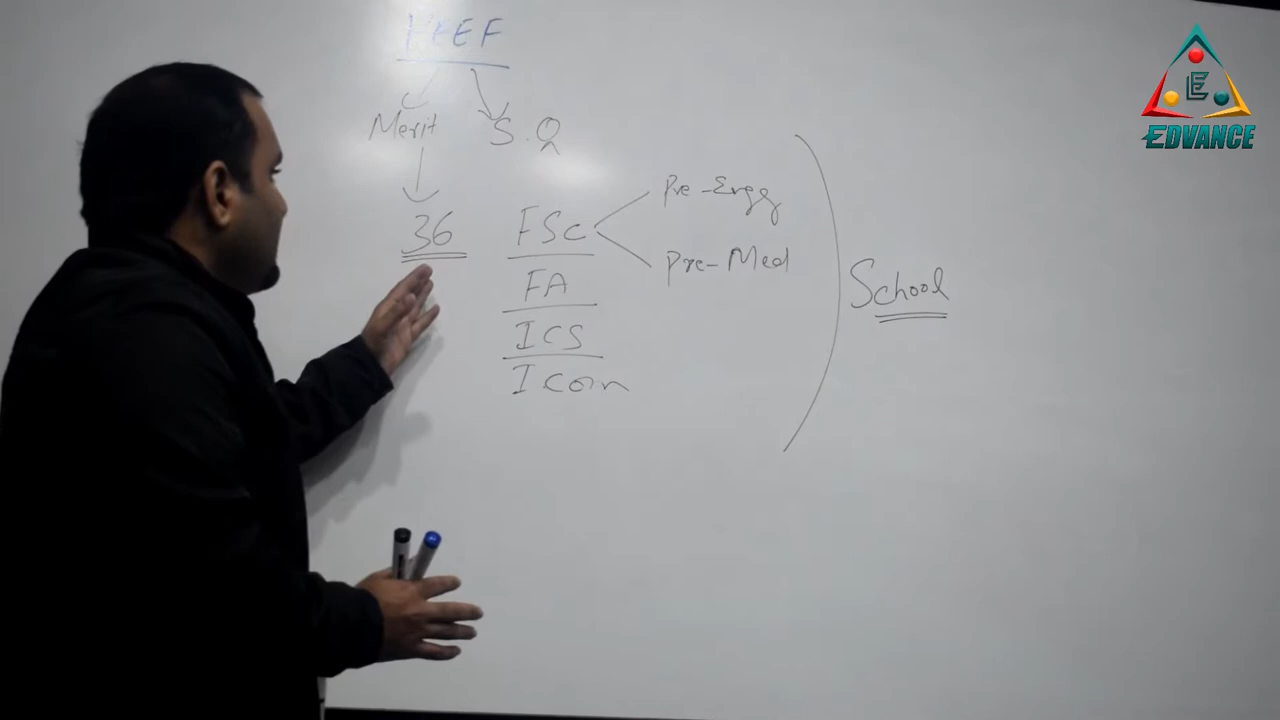 PEEF
Merit S.Q
36 FSc Pre-Engg
Pre-Med
FA
ICS
I Com
School
EDVANCE